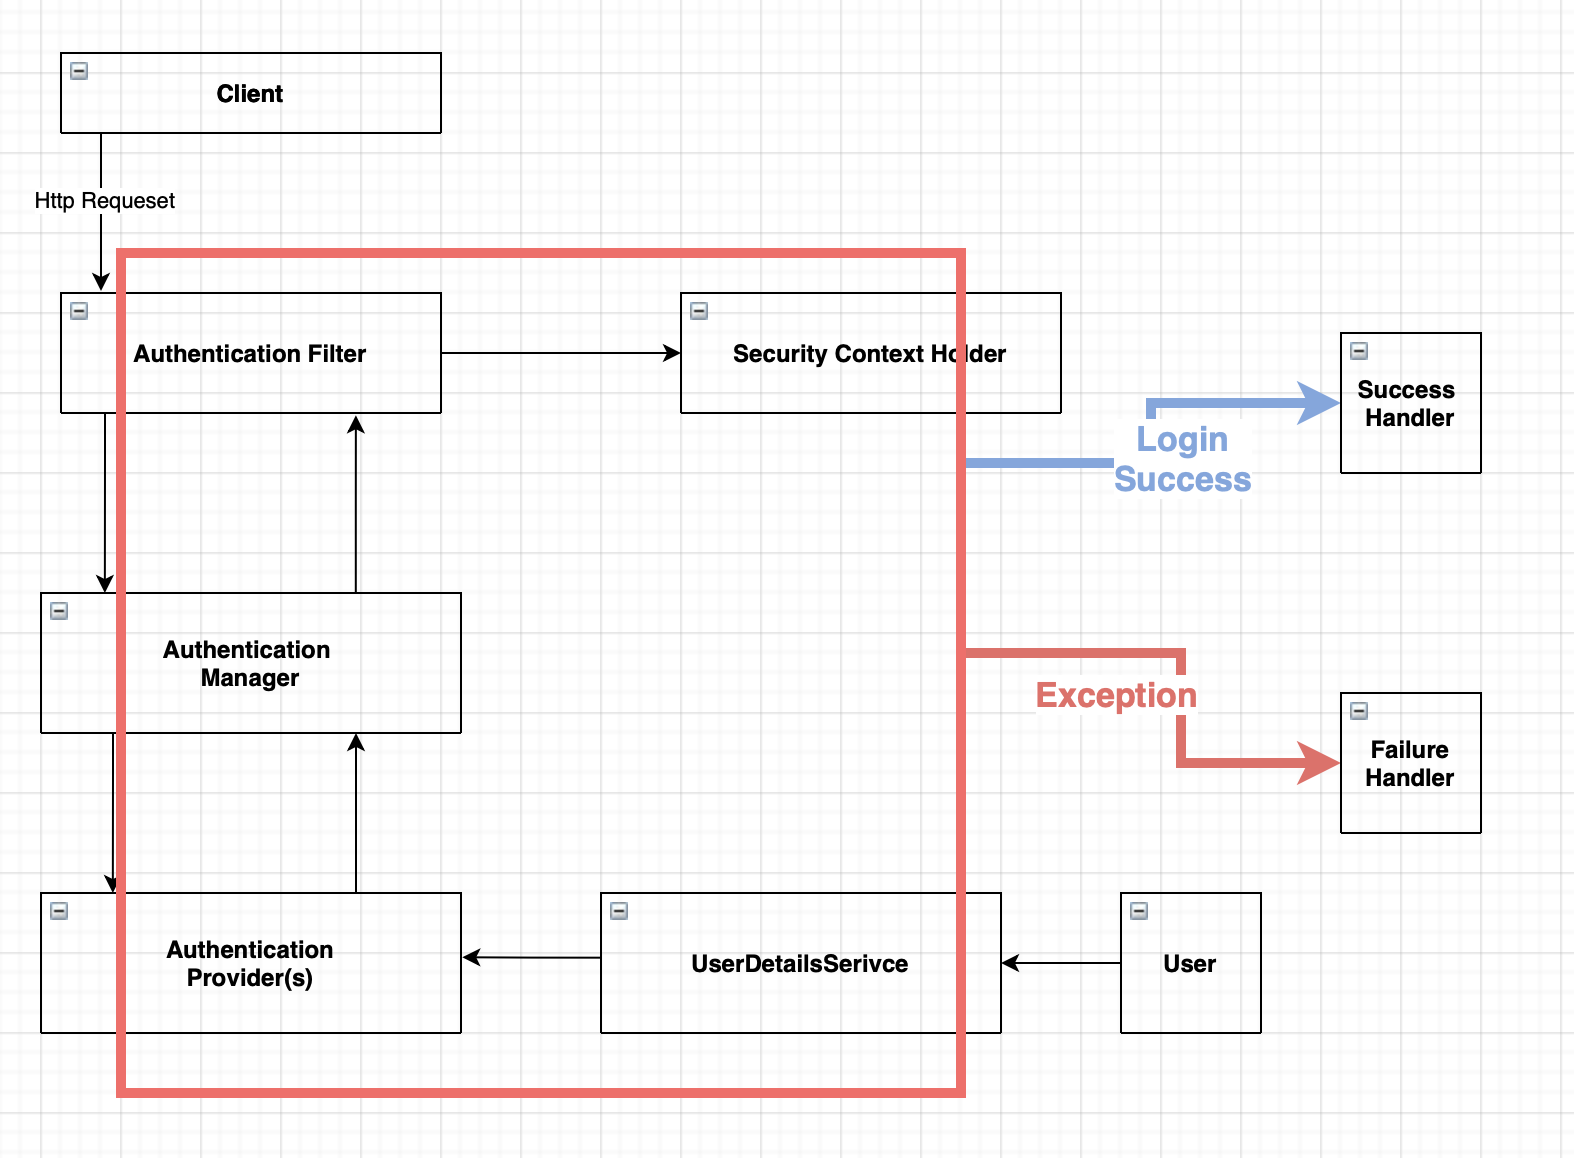 Client
Http Requeset
Authentication Filter
Security Context Holder
Success
Handler
Login
Success
Authentication
Manager
Exception
Failure
Handler
Authentication
Provider(s)
UserDetailsSerivce
User